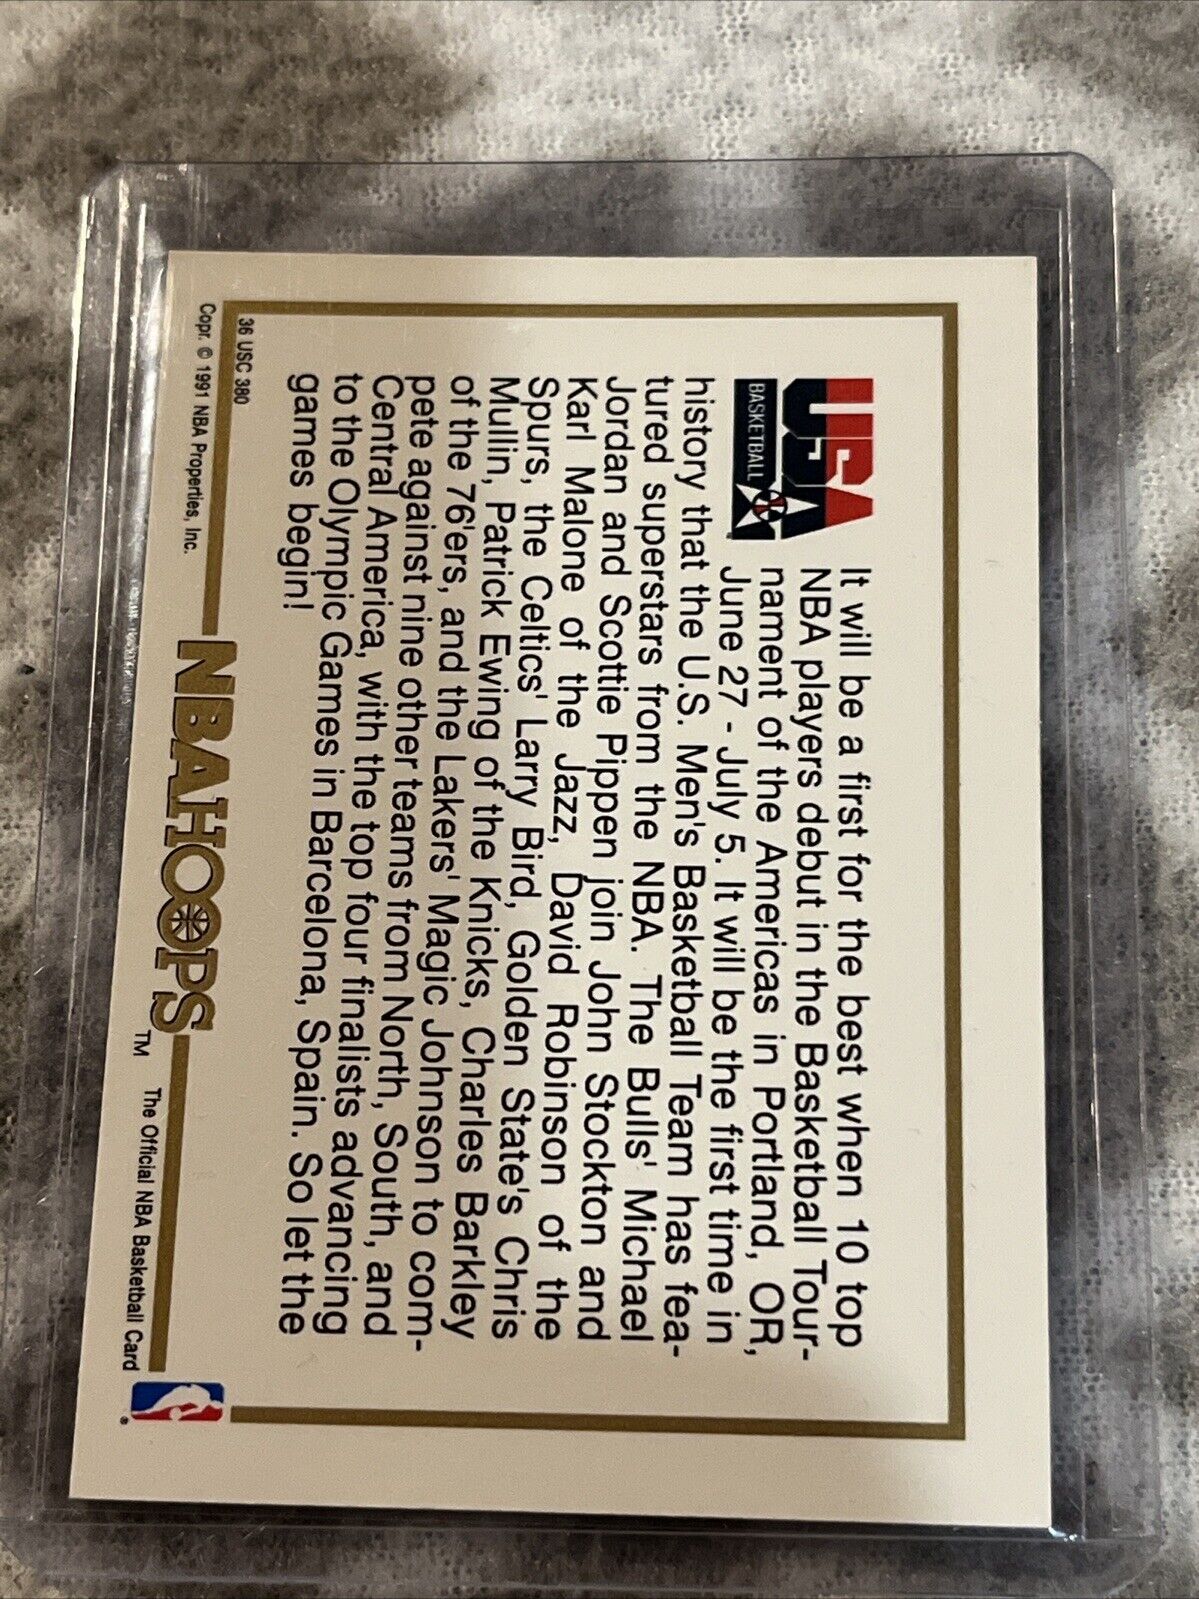 USA
BASKETBALL
It will be a first for the best when 10 top
NBA players debut in the Basketball Tour-
nament of the Americas in Portland, OR,
June 27 - July 5. It will be the first time in
history that the U.S. Men's Basketball Team has fea-
tured superstars from the NBA. The Bulls' Michael
Jordan and Scottie Pippen join John Stockton and
Karl Malone of the Jazz, David Robinson of the
Spurs, the Celtics' Larry Bird, Golden State's Chris
Mullin, Patrick Ewing of the Knicks, Charles Barkley
of the 76'ers, and the Lakers' Magic Johnson to com-
pete against nine other teams from North, South, and
Central America, with the top four finalists advancing
to the Olympic Games in Barcelona, Spain. So let the
games begin!
36 USC 380
Copr. © 1991 NBA Properties, Inc.
NBA HOOPS™ The Official NBA Basketball Card
®